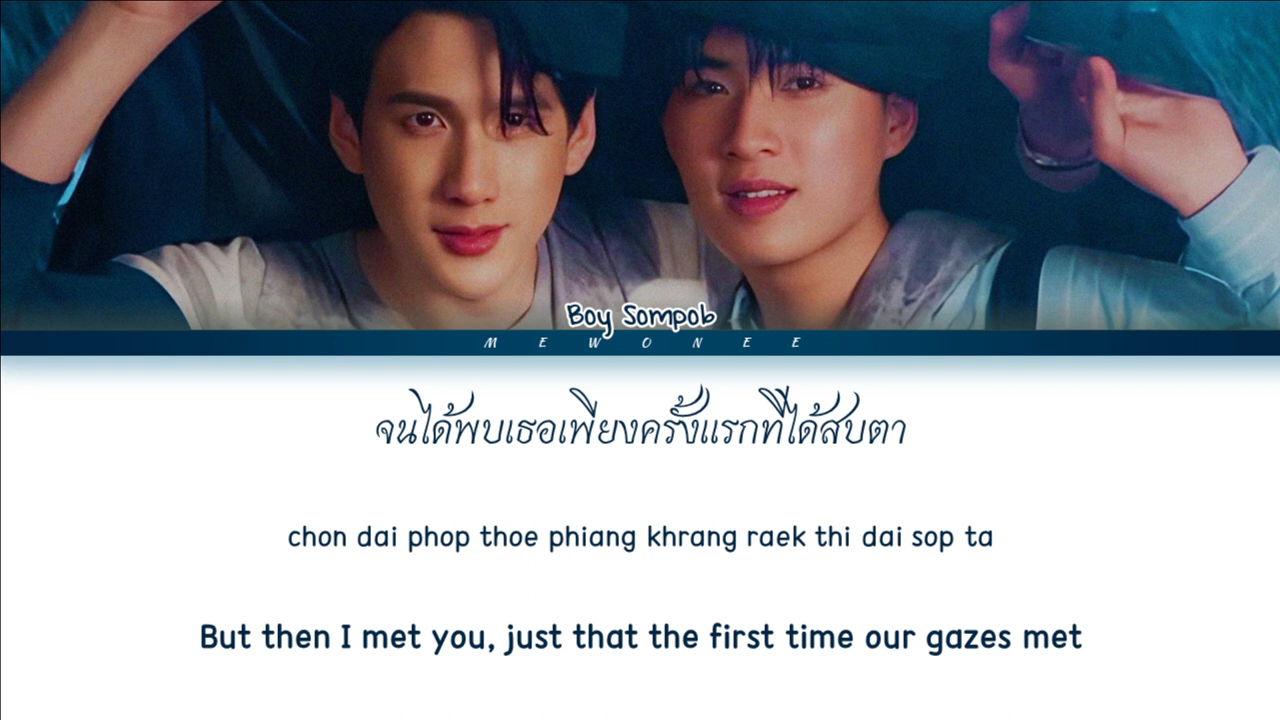 Boy Sompob
MEWONEE
จนได้พบเธอเพียงครั้งแรกที่ได้สบตา
chon dai phop thoe phiang khrang raek thi dai sop ta
But then I met you, just that the first time our gazes met